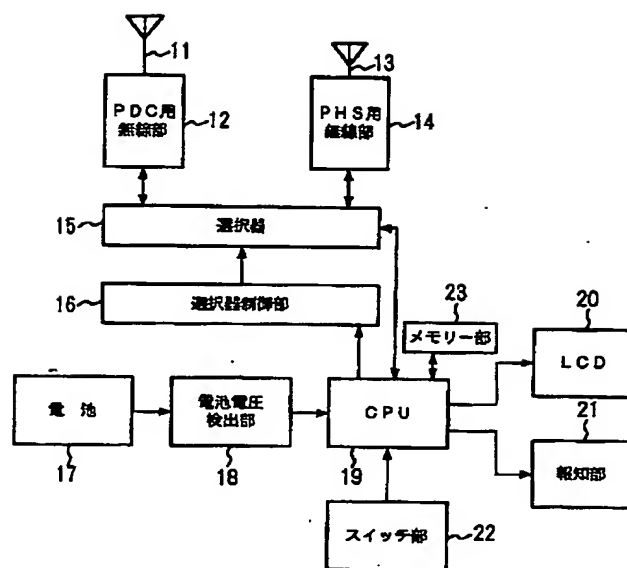 11
13
PDC用
無線部
12
PHS用
無線部
14
15
選択器
16
選択器制御部
23
メモリー部
20
LCD
電 池
電池電圧
検出部
CPU
21
報知部
17
18
19
スイッチ部
22